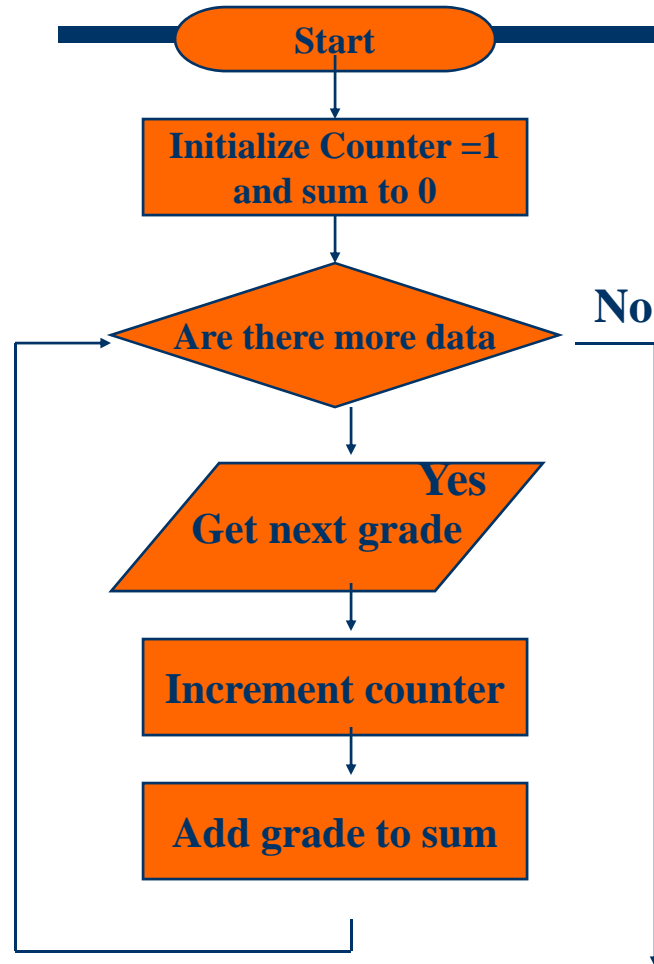 Start
Initialize Counter =1
and sum to 0
No
Are there more data
Yes
Get next grade
Increment counter
Add grade to sum